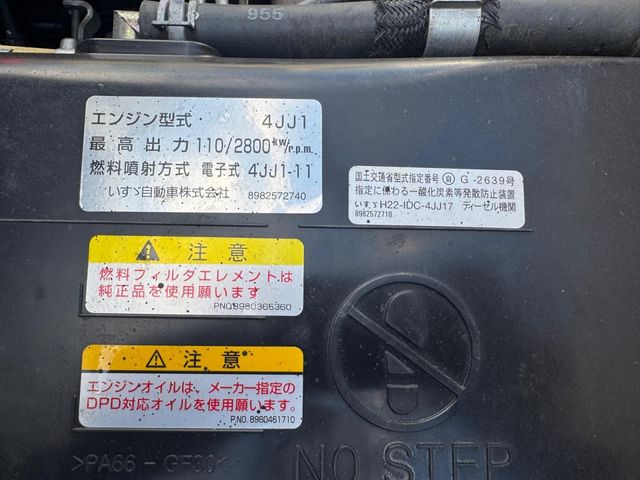 955
エンジン型式・ 4JJ1
最高出力 110/2800 kW/r.p.m.
燃料噴射方式 電子式 4JJ1-11
いすゞ自動車株式会社 8982572740
国土交通省型式指定番号 自 G -2639号
指定に係わる一酸化炭素等発散防止装置
いすゞ H22-IDC-4JJ17 ディーゼル機関
8982572710
注意
燃料フィルタエレメントは
純正品を使用願います
PNO.8980365360
注意
エンジンオイルは、メーカー指定の
DPD対応オイルを使用願います。
P.NO. 8980461710
NO STEP
>PA66-GF30<